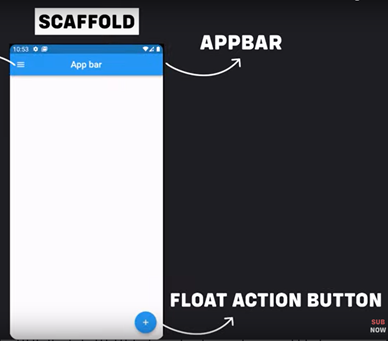 SCAFFOLD
APPBAR
10:53
App bar
+
FLOAT ACTION BUTTON
SUB
NOW